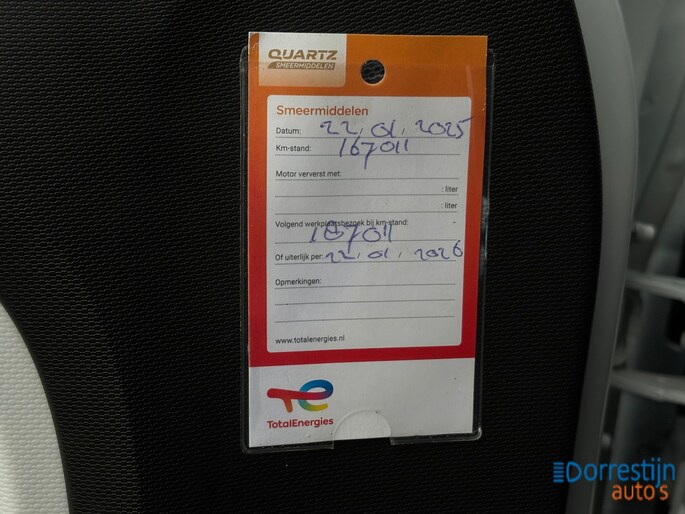 QUARTZ
SMEERMIDDELEN
Smeermiddelen
Datum: 22, 01, 2025
Km-stand: 167011
Motor ververst met:
: liter
: liter
Volgend werkplaatsbezoek bij km-stand: -
187011
Of uiterlijk per: 22, 01, 2026
Opmerkingen:
www.totalenergies.nl
TotalEnergies
Dorrestijn
auto's